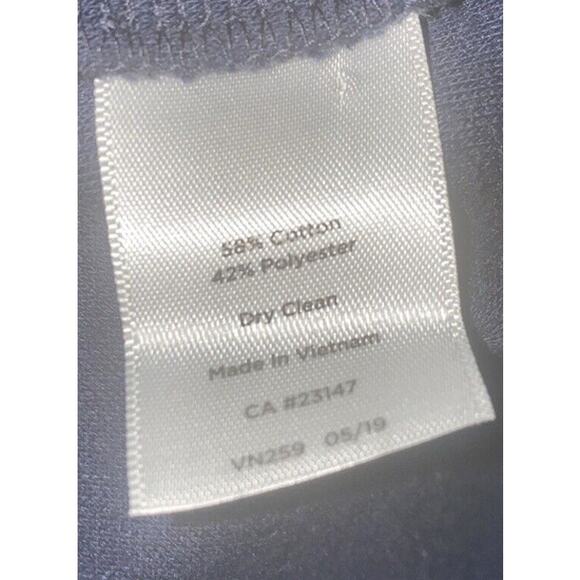 58% Cotton
42% Polyester
Dry Clean
Made In Vietnam
CA #23147
VN259 05/19